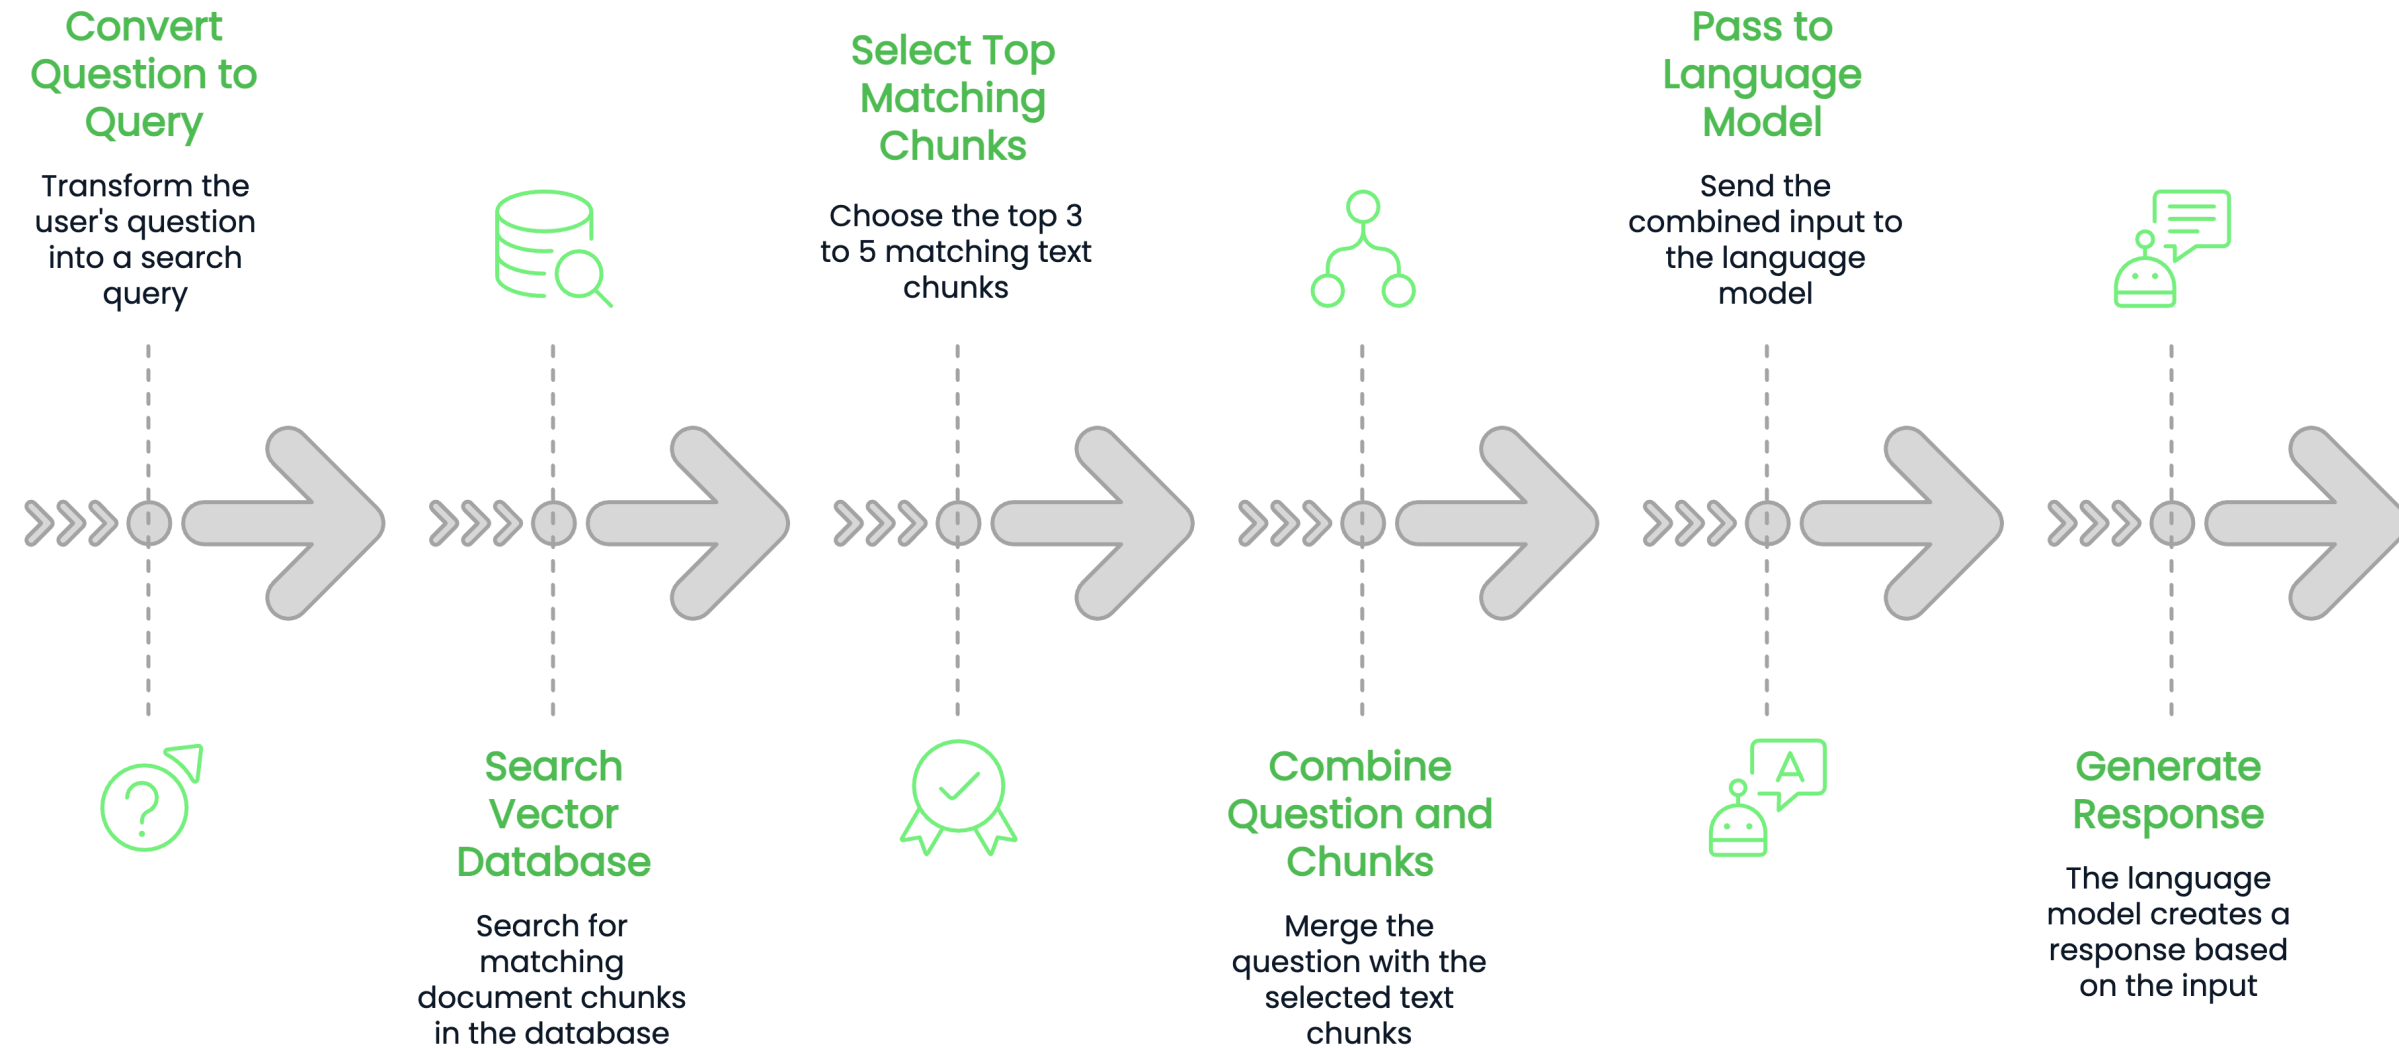 Convert
Question to
Query
Transform the
user's question
into a search
query
Search
Vector
Database
Search for
matching
document chunks
in the database
Select Top
Matching
Chunks
Choose the top 3
to 5 matching text
chunks
Combine
Question and
Chunks
Merge the
question with the
selected text
chunks
Pass to
Language
Model
Send the
combined input to
the language
model
A
Generate
Response
The language
model creates a
response based
on the input